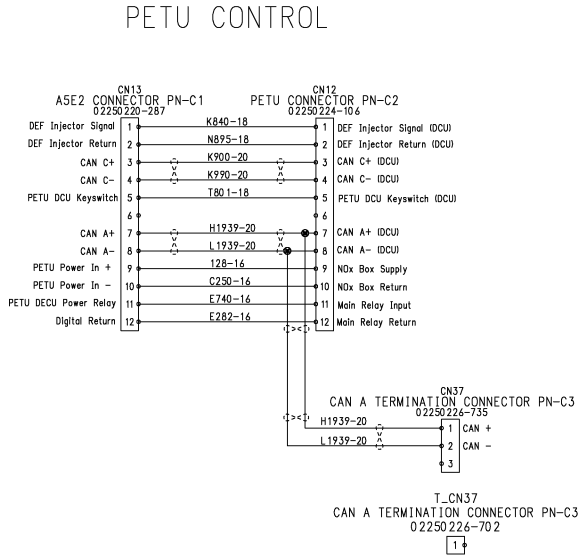 PETU CONTROL
CN13
A5E2 CONNECTOR PN-C1
02250220-287
CN12
PETU CONNECTOR PN-C2
02250224-106
DEF Injector Signal 1 K840-18 1 DEF Injector Signal (DCU)
DEF Injector Return 2 N895-18 2 DEF Injector Return (DCU)
CAN C+ 3 K900-20 3 CAN C+ (DCU)
CAN C- 4 K990-20 4 CAN C- (DCU)
PETU DCU Keyswitch 5 T801-18 5 PETU DCU Keyswitch (DCU)
6 6
CAN A+ 7 H1939-20 7 CAN A+ (DCU)
CAN A- 8 L1939-20 8 CAN A- (DCU)
PETU Power In + 9 128-16 9 NOx Box Supply
PETU Power In - 10 C250-16 10 NOx Box Return
PETU DECU Power Relay 11 E740-16 11 Main Relay Input
Digital Return 12 E282-16 12 Main Relay Return
CN37
CAN A TERMINATION CONNECTOR PN-C3
02250226-735
H1939-20 1 CAN +
L1939-20 2 CAN -
3
T_CN37
CAN A TERMINATION CONNECTOR PN-C3
02250226-702
1